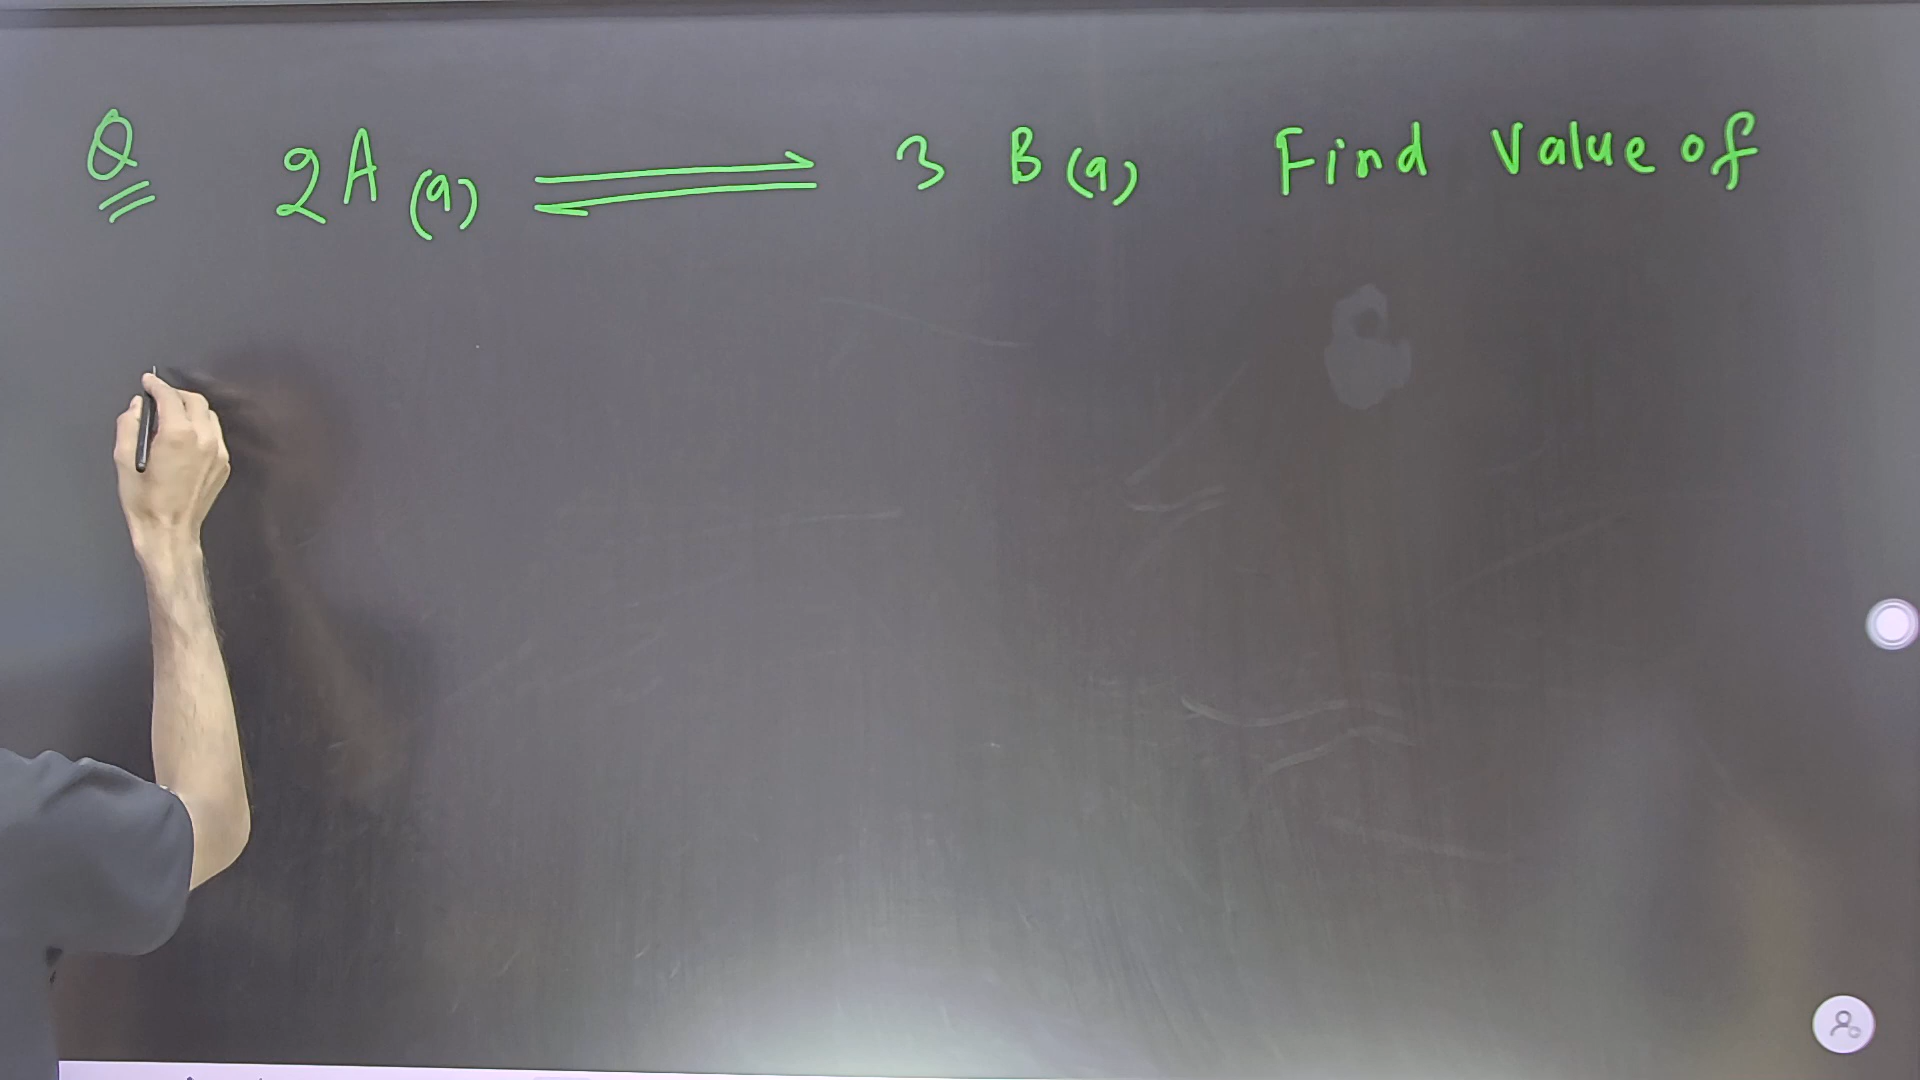 Q 2A (g) ⇌ 3 B (g) Find Value of